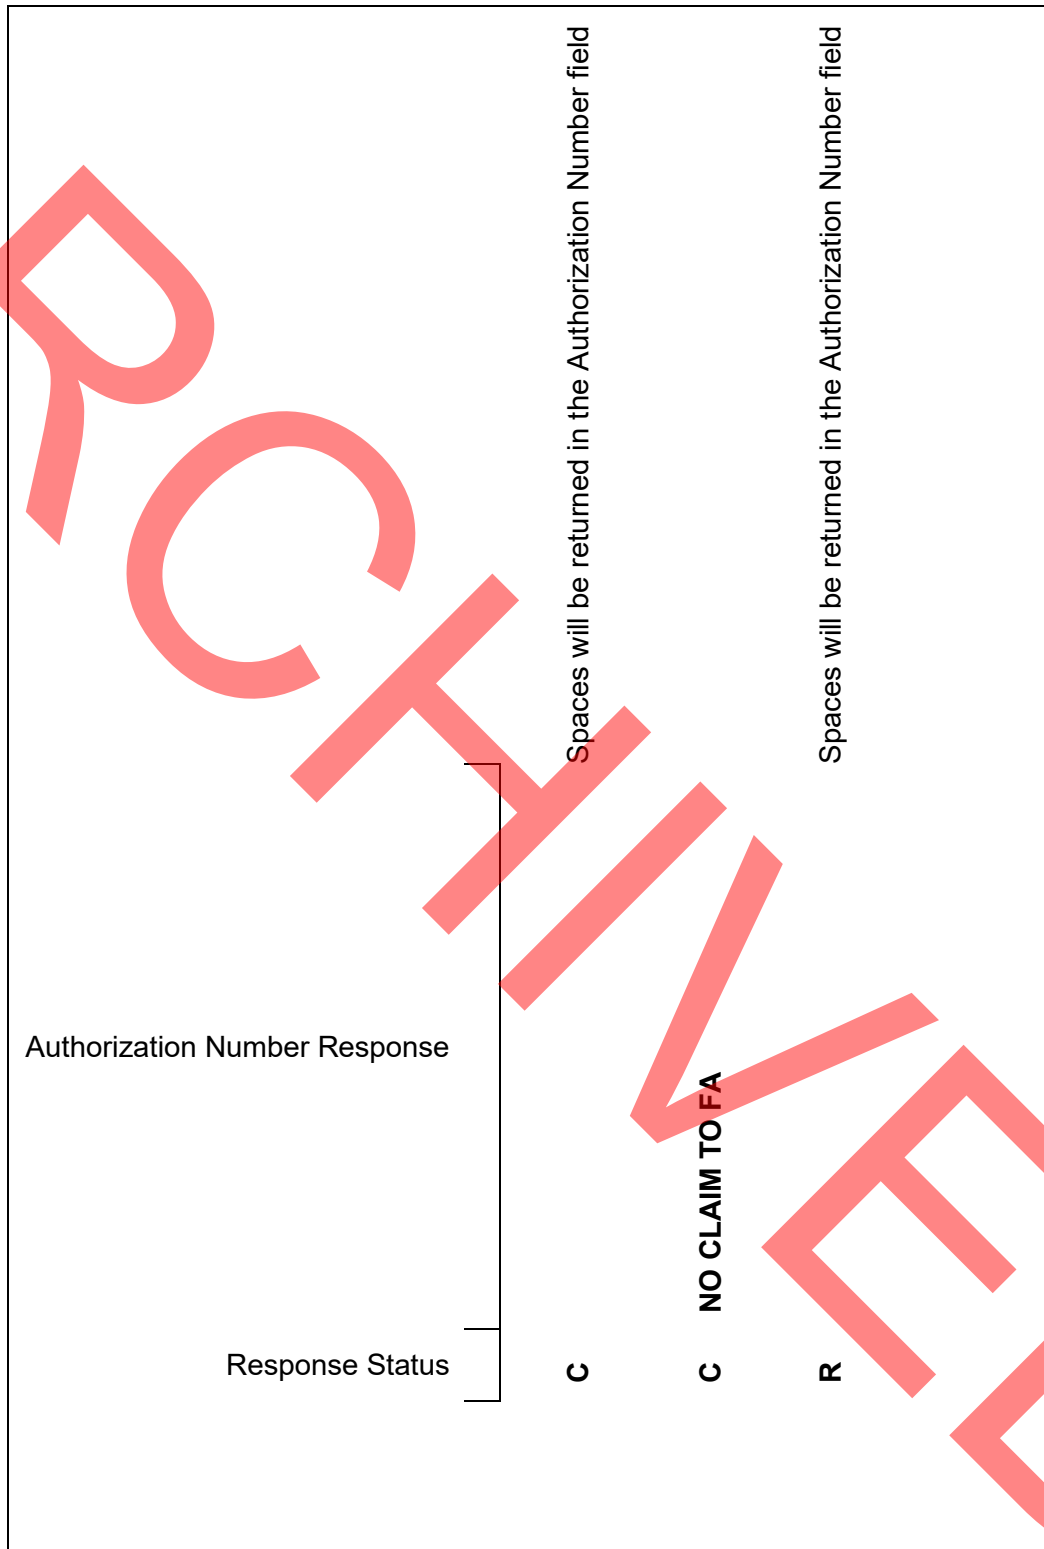 Response Status
Authorization Number Response
C Spaces will be returned in the Authorization Number field
C NO CLAIM TO FA
R Spaces will be returned in the Authorization Number field
RCHIVE